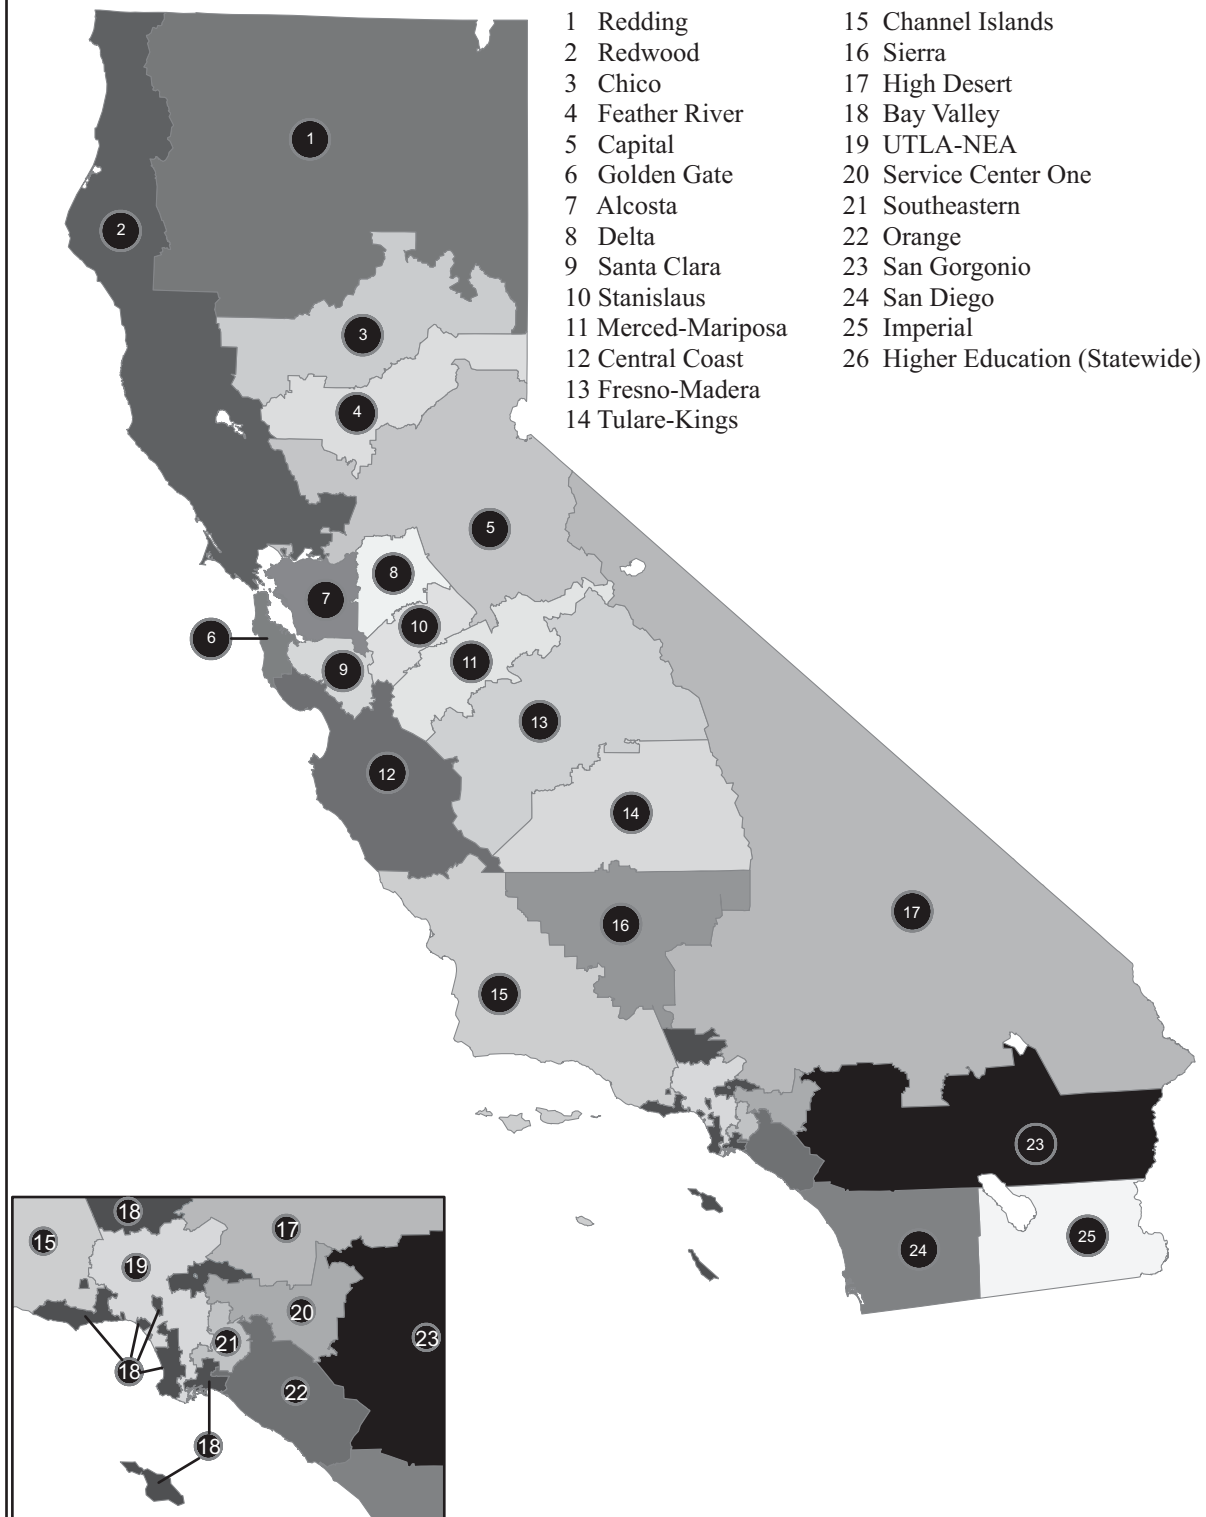 1 Redding
2 Redwood
3 Chico
4 Feather River
5 Capital
6 Golden Gate
7 Alcosta
8 Delta
9 Santa Clara
10 Stanislaus
11 Merced-Mariposa
12 Central Coast
13 Fresno-Madera
14 Tulare-Kings
15 Channel Islands
16 Sierra
17 High Desert
18 Bay Valley
19 UTLA-NEA
20 Service Center One
21 Southeastern
22 Orange
23 San Gorgonio
24 San Diego
25 Imperial
26 Higher Education (Statewide)
1
2
3
4
5
8
7
10
6
11
9
13
12
14
17
16
15
23
25
24
18
17
15
19
20
23
21
18
22
18